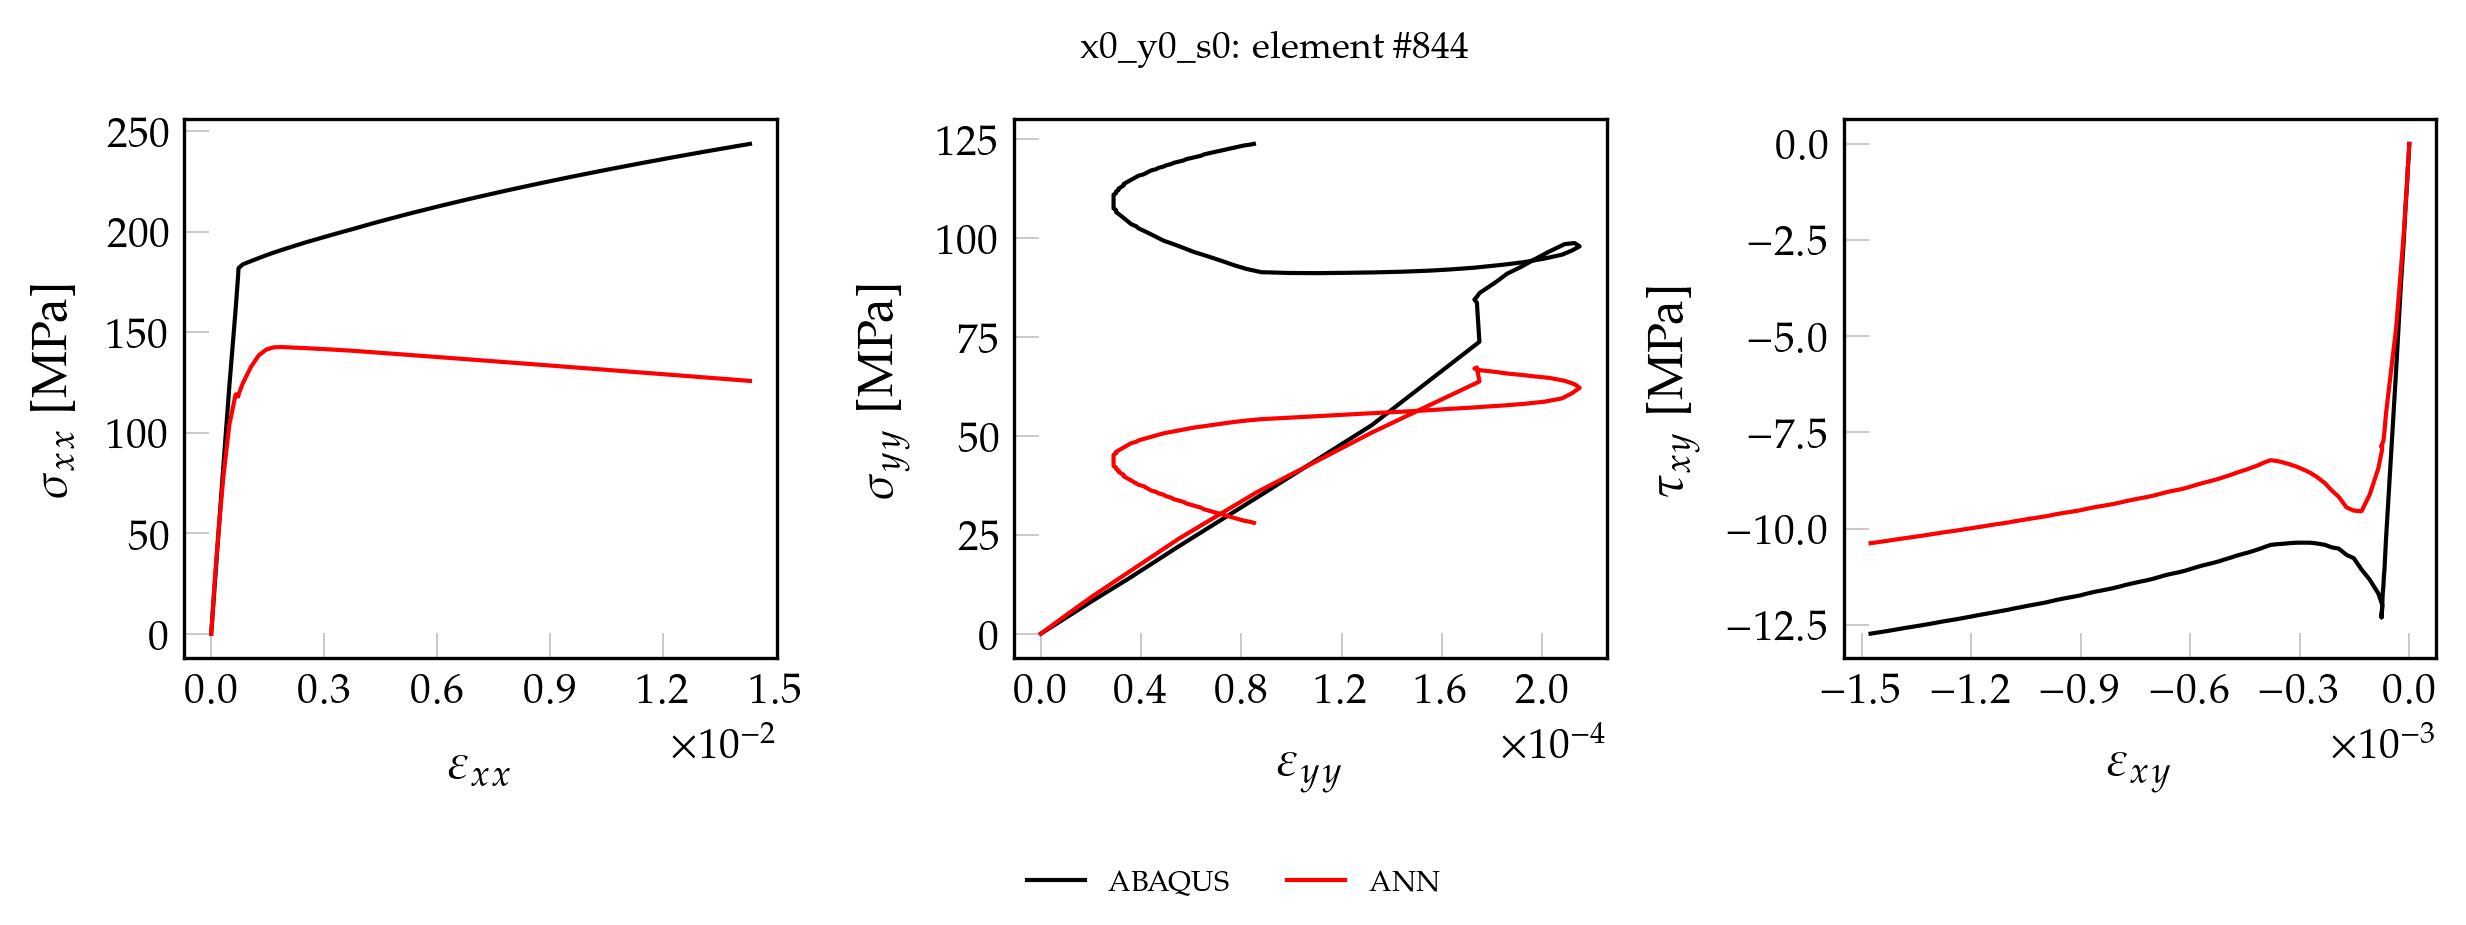 x0_y0_s0: element #844
σxx [MPa]
250
200
150
100
50
0
0.0 0.3 0.6 0.9 1.2 1.5
×10−2
εxx
σyy [MPa]
125
100
75
50
25
0
0.0 0.4 0.8 1.2 1.6 2.0
×10−4
εyy
τxy [MPa]
0.0
−2.5
−5.0
−7.5
−10.0
−12.5
−1.5 −1.2 −0.9 −0.6 −0.3 0.0
×10−3
εxy
ABAQUS ANN